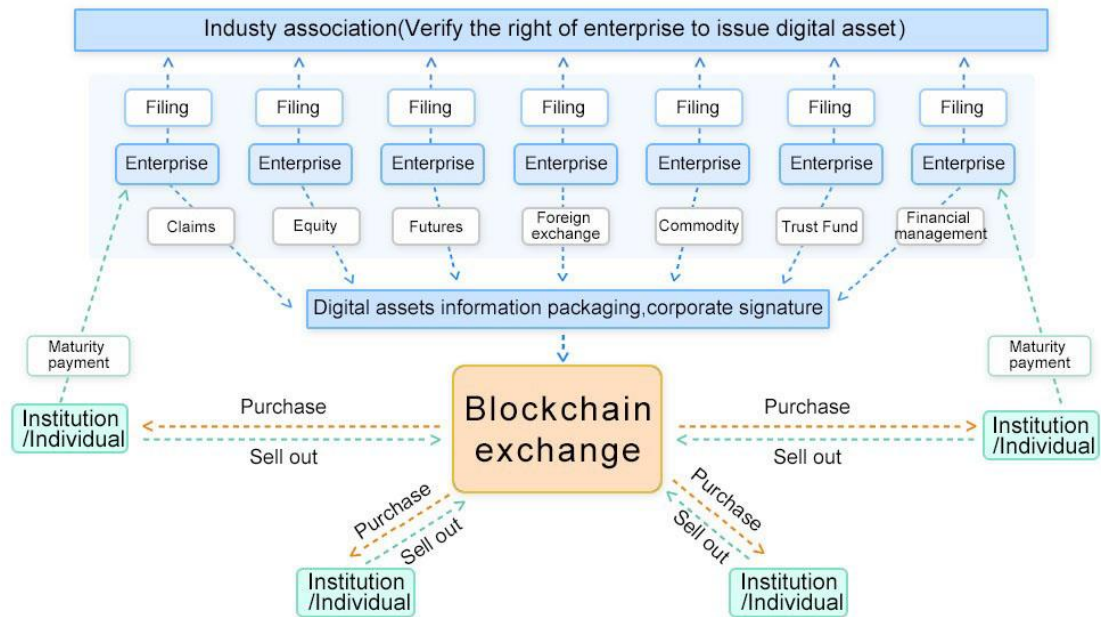 Industy association(Verify the right of enterprise to issue digital asset)
Filing
Filing
Filing
Filing
Filing
Filing
Filing
Enterprise
Enterprise
Enterprise
Enterprise
Enterprise
Enterprise
Enterprise
Claims
Equity
Futures
Foreign
exchange
Commodity
Trust Fund
Financial
management
Digital assets information packaging,corporate signature
Maturity
payment
Maturity
payment
Institution
/Individual
Purchase
Sell out
Blockchain
exchange
Purchase
Sell out
Institution
/Individual
Purchase
Sell out
Purchase
Sell out
Institution
/Individual
Institution
/Individual